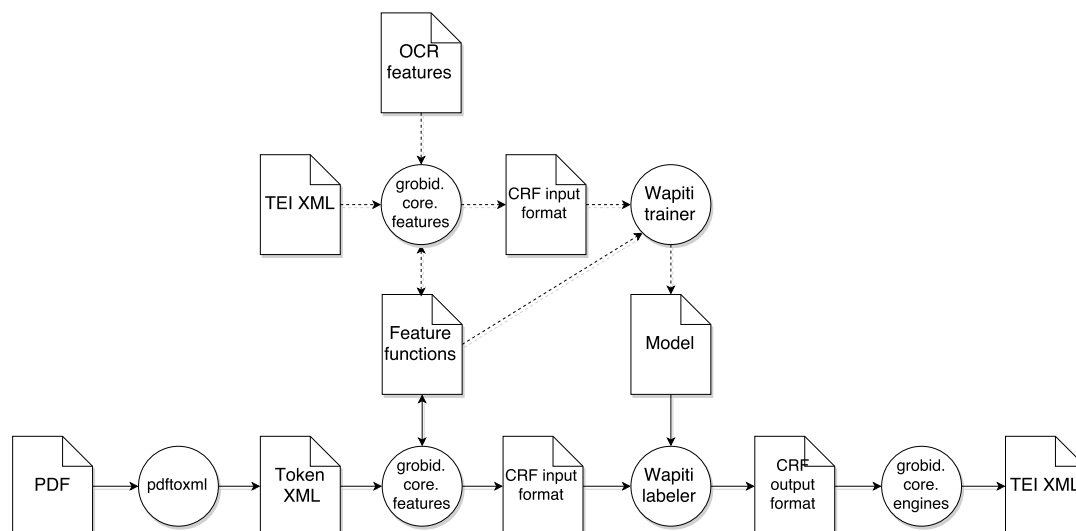 OCR
features
TEI XML
grobid.
core.
features
CRF input
format
Wapiti
trainer
Feature
functions
Model
PDF
pdftoxml
Token
XML
grobid.
core.
features
CRF input
format
Wapiti
labeler
CRF
output
format
grobid.
core.
engines
TEI XML